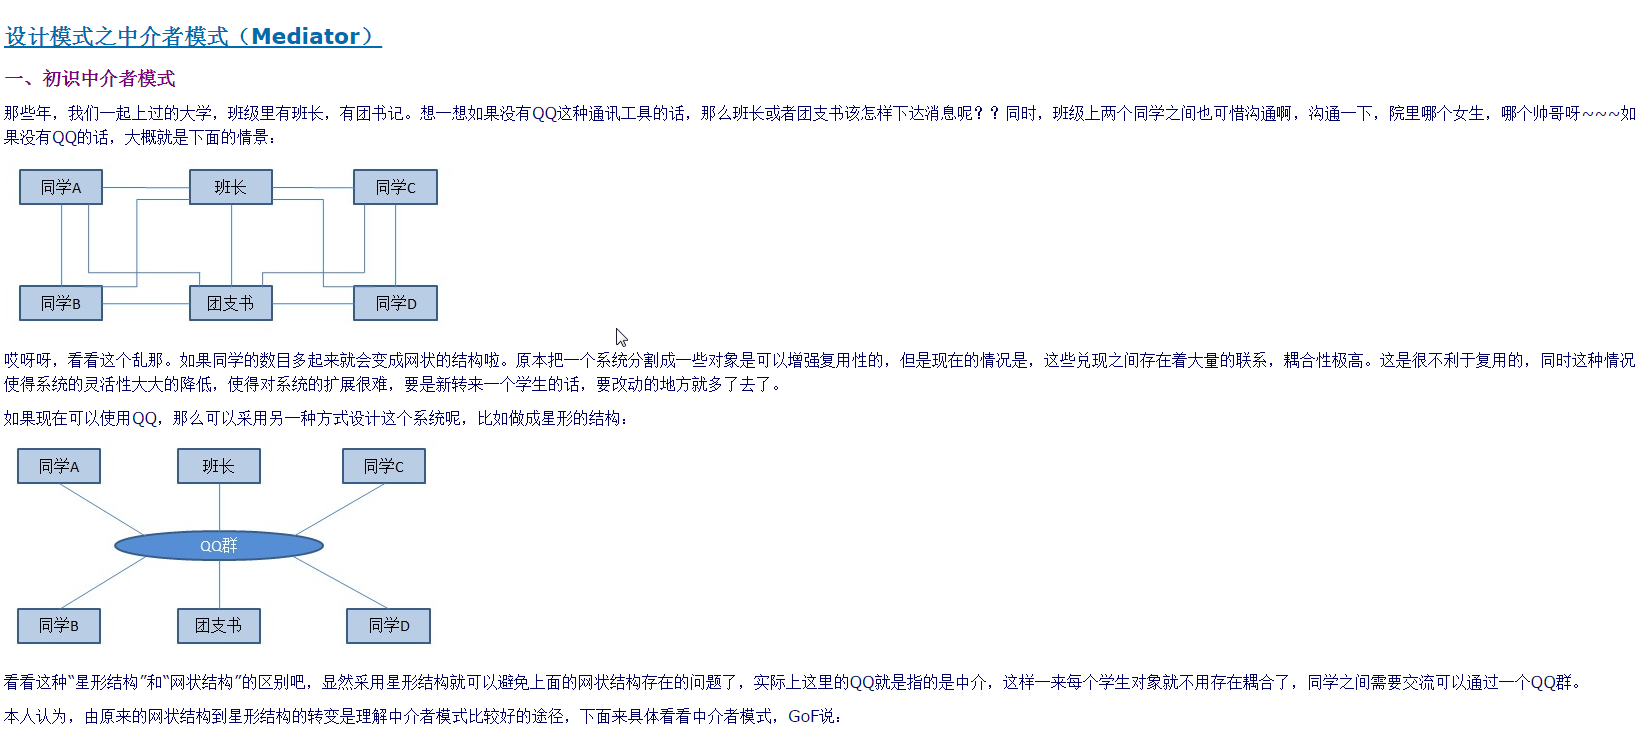 设计模式之中介者模式（Mediator）
一、初识中介者模式
那些年，我们一起上过的大学，班级里有班长，有团书记。想一想如果没有QQ这种通讯工具的话，那么班长或者团支书该怎样下达消息呢？？同时，班级上两个同学之间也可惜沟通啊，沟通一下，院里哪个女生，哪个帅哥呀~~~如
果没有QQ的话，大概就是下面的情景：
同学A 班长 同学C
同学B 团支书 同学D
哎呀呀，看看这个乱那。如果同学的数目多起来就会变成网状的结构啦。原本把一个系统分割成一些对象是可以增强复用性的，但是现在的情况是，这些兑现之间存在着大量的联系，耦合性极高。这是很不利于复用的，同时这种情况
使得系统的灵活性大大的降低，使得对系统的扩展很难，要是新转来一个学生的话，要改动的地方就多了去了。
如果现在可以使用QQ，那么可以采用另一种方式设计这个系统呢，比如做成星形的结构：
同学A 班长 同学C
QQ群
同学B 团支书 同学D
看看这种“星形结构”和“网状结构”的区别吧，显然采用星形结构就可以避免上面的网状结构存在的问题了，实际上这里的QQ就是指的是中介，这样一来每个学生对象就不用存在耦合了，同学之间需要交流可以通过一个QQ群。
本人认为，由原来的网状结构到星形结构的转变是理解中介者模式比较好的途径，下面来具体看看中介者模式，GoF说：